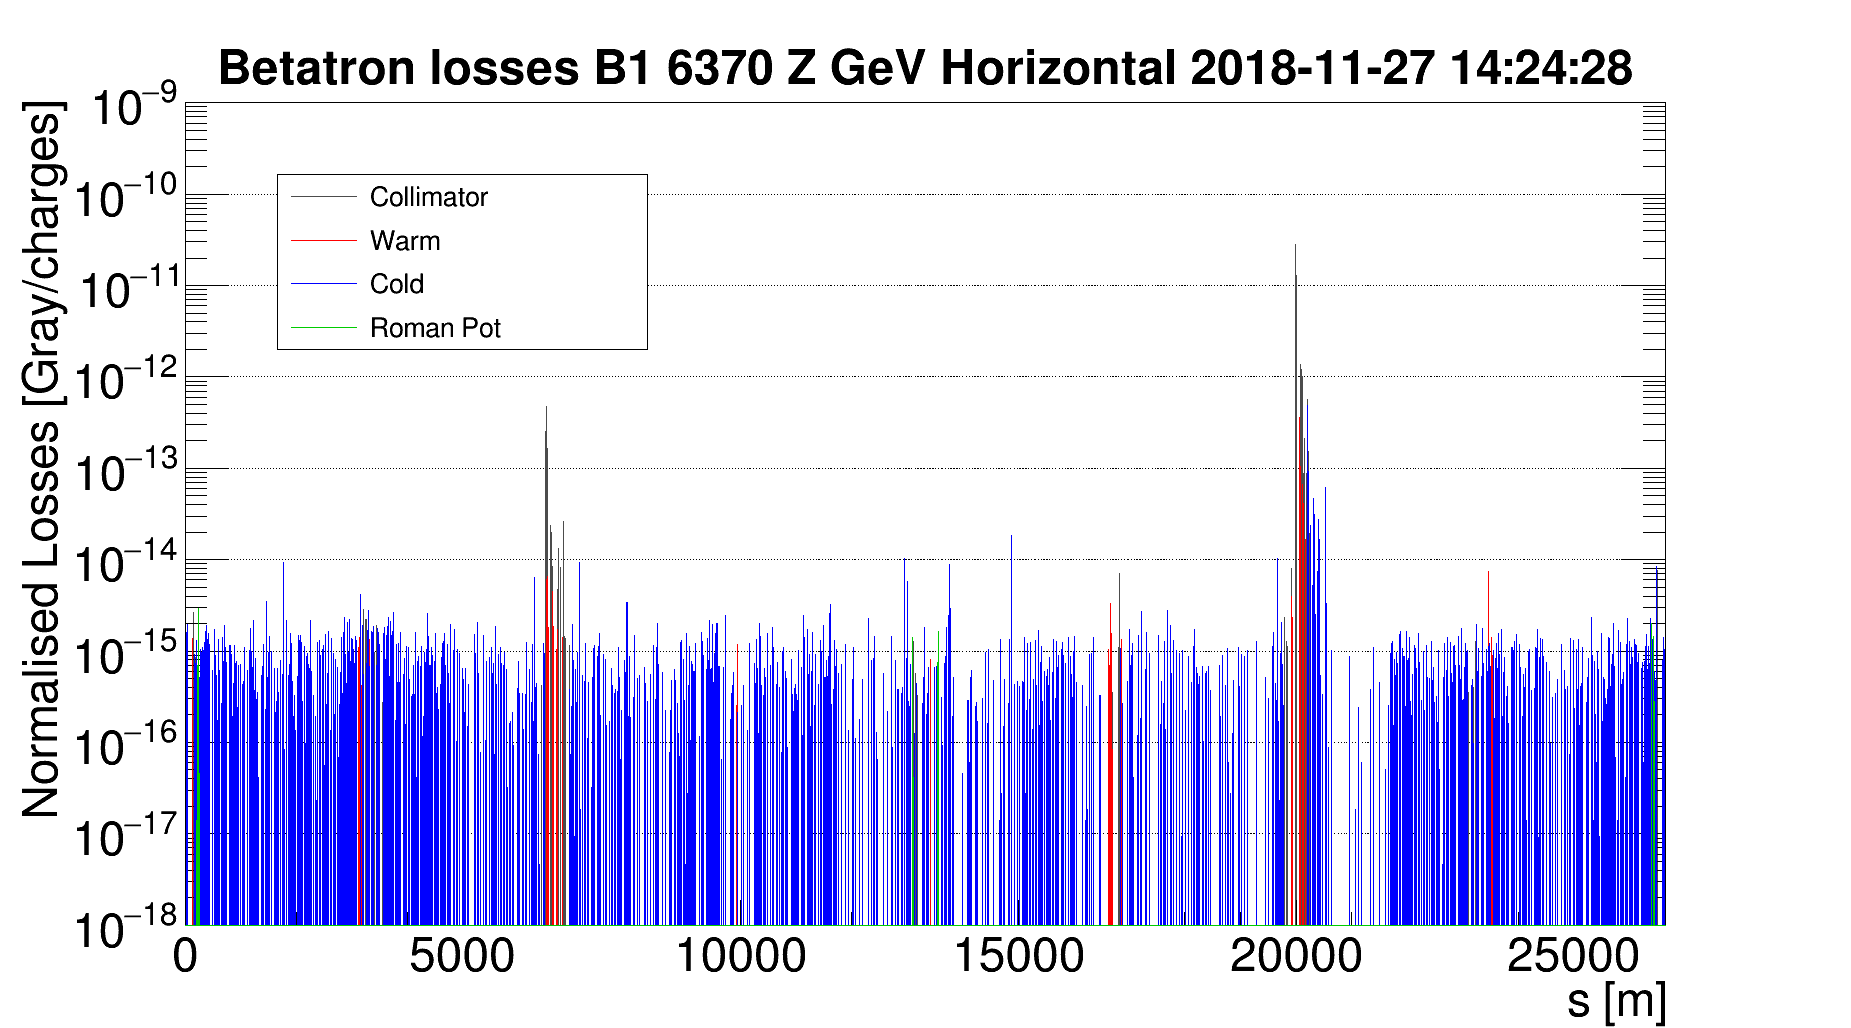 Betatron losses B1 6370 Z GeV Horizontal 2018-11-27 14:24:28
Normalised Losses [Gray/charges]
10⁻⁹
10⁻¹⁰
10⁻¹¹
10⁻¹²
10⁻¹³
10⁻¹⁴
10⁻¹⁵
10⁻¹⁶
10⁻¹⁷
10⁻¹⁸
Collimator
Warm
Cold
Roman Pot
0 5000 10000 15000 20000 25000
s [m]